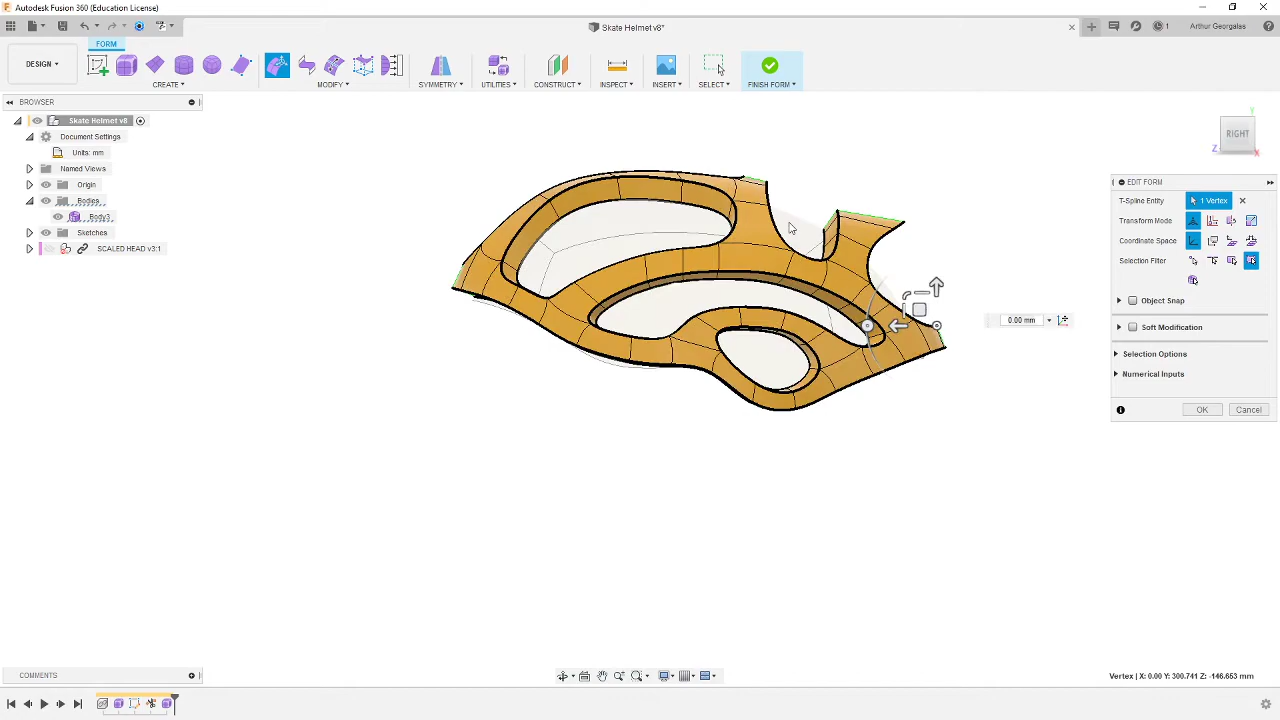 Autodesk Fusion 360 (Education License)
Skate Helmet v8*
1
Arthur Georgalas
FORM
DESIGN
CREATE
MODIFY
SYMMETRY
UTILITIES
CONSTRUCT
INSPECT
INSERT
SELECT
FINISH FORM
BROWSER
Skate Helmet v8
Document Settings
Units: mm
Named Views
Origin
Bodies
Body3
Sketches
SCALED HEAD v3:1
Y
RIGHT
Z
X
EDIT FORM
T-Spline Entity
1 Vertex
Transform Mode
Coordinate Space
Selection Filter
Object Snap
Soft Modification
Selection Options
Numerical Inputs
OK
Cancel
0.00 mm
COMMENTS
Vertex | X: 0.00 Y: 300.741 Z: -146.653 mm